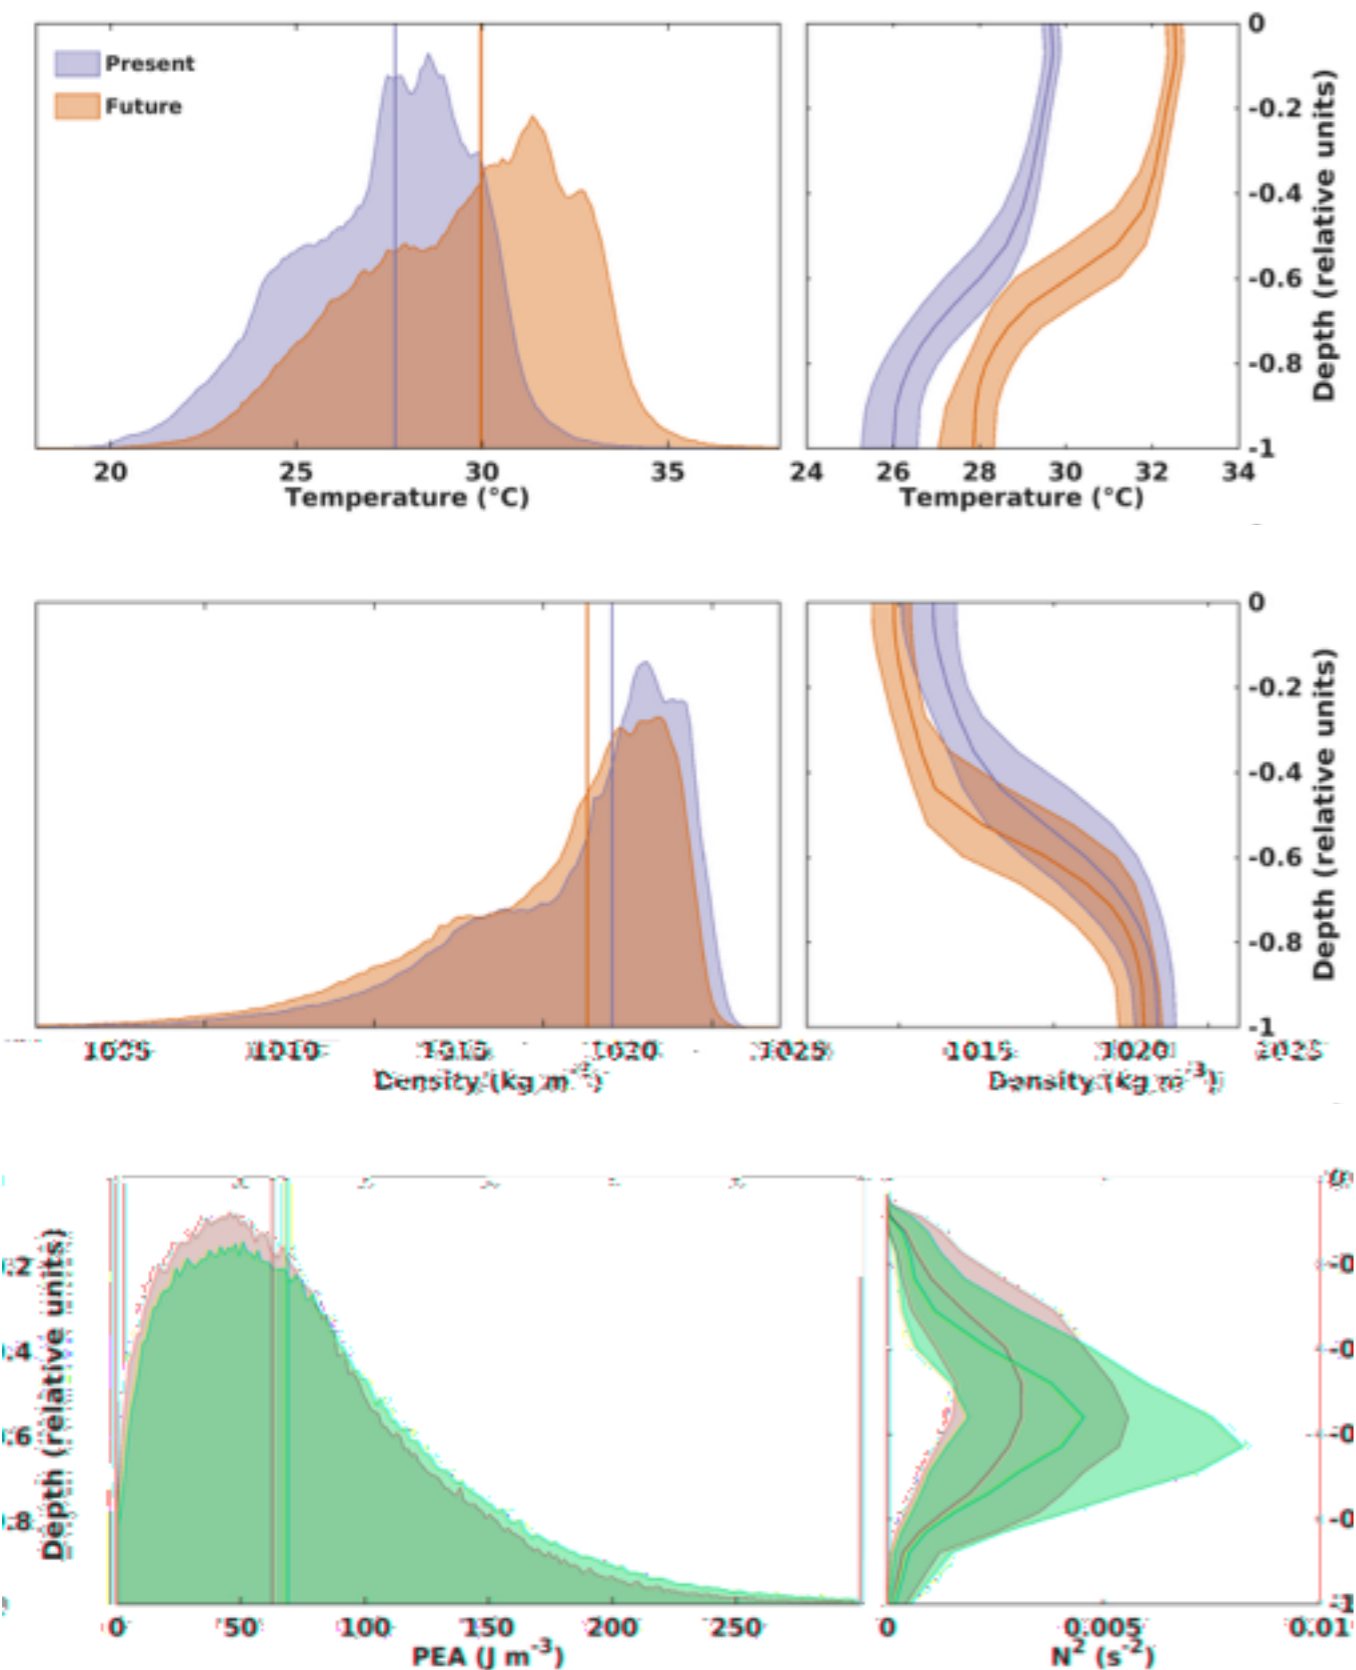 Present
Future
20 25 30 35
Temperature (°C)
24 26 28 30 32 34
Temperature (°C)
0
-0.2
-0.4
-0.6
-0.8
-1
Depth (relative units)
1010 1020
Density (kg m
0
-0.2
-0.4
-0.6
-0.8
-1
Depth (relative units)
1015 1020
Density (kg m-3)
Depth (relative units)
0 50 100 150 200 250
PEA (J m-3)
0 0.005 0.01
N2 (s-2)